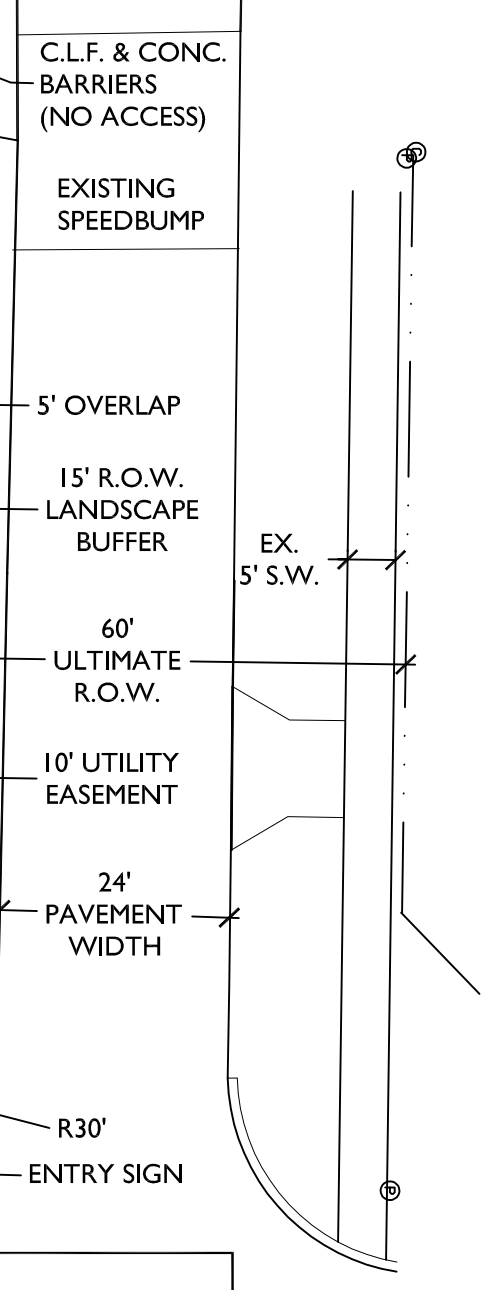 C.L.F. & CONC.
BARRIERS
(NO ACCESS)
EXISTING
SPEEDBUMP
5' OVERLAP
15' R.O.W.
LANDSCAPE
BUFFER
EX.
5' S.W.
60'
ULTIMATE
R.O.W.
10' UTILITY
EASEMENT
24'
PAVEMENT
WIDTH
R30'
ENTRY SIGN